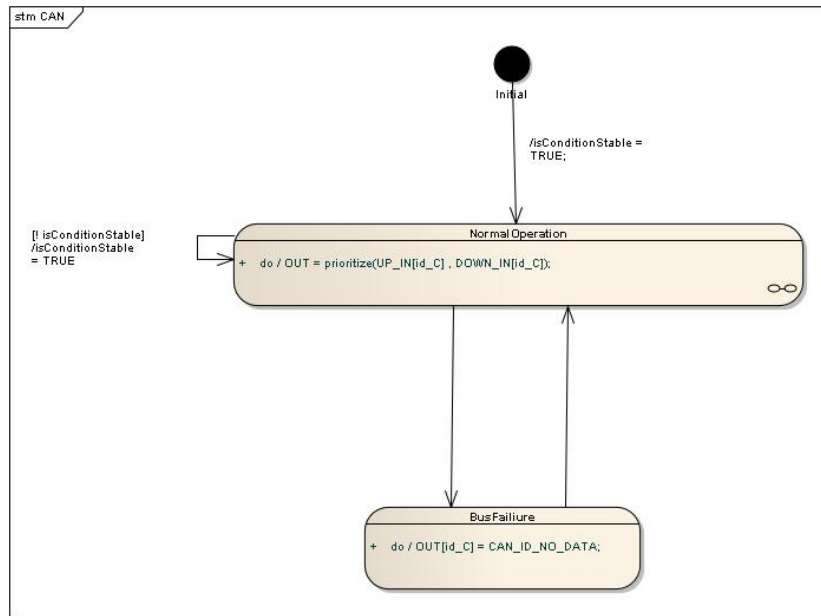 stm CAN
Initial
/isConditionStable =
TRUE;
[! isConditionStable]
/isConditionStable
= TRUE
NormalOperation
+ do / OUT = prioritize(UP_IN[id_C] , DOWN_IN[id_C]);
BusFailiure
+ do / OUT[id_C] = CAN_ID_NO_DATA;